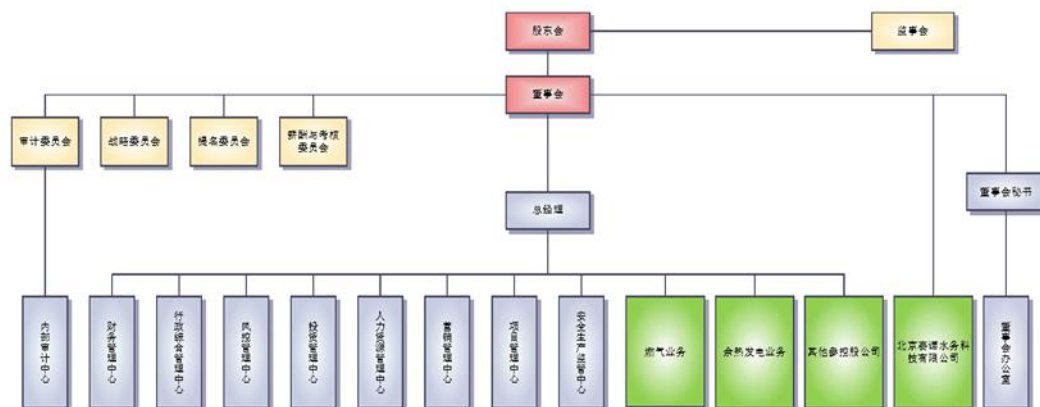 股东会
监事会
董事会
审计委员会
战略委员会
提名委员会
薪酬与考核
委员会
总经理
董事会秘书
内部审计中心
财务管理中心
行政综合管理中心
风控管理中心
投资管理中心
人力资源管理中心
营销管理中心
项目管理中心
安全生产监管中心
燃气业务
余热发电业务
其他参控股公司
北京赛诺水务科
技有限公司
董事会办公室